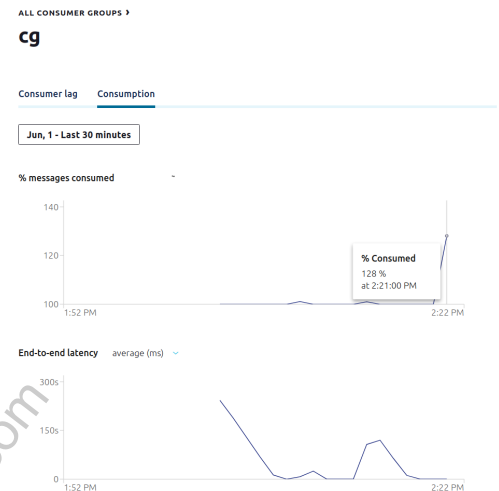 ALL CONSUMER GROUPS ›
cg
Consumer lag Consumption
Jun, 1 - Last 30 minutes
% messages consumed
140
120
100
% Consumed
128 %
at 2:21:00 PM
1:52 PM 2:22 PM
End-to-end latency average (ms)
300s
150s
0
1:52 PM 2:22 PM
om